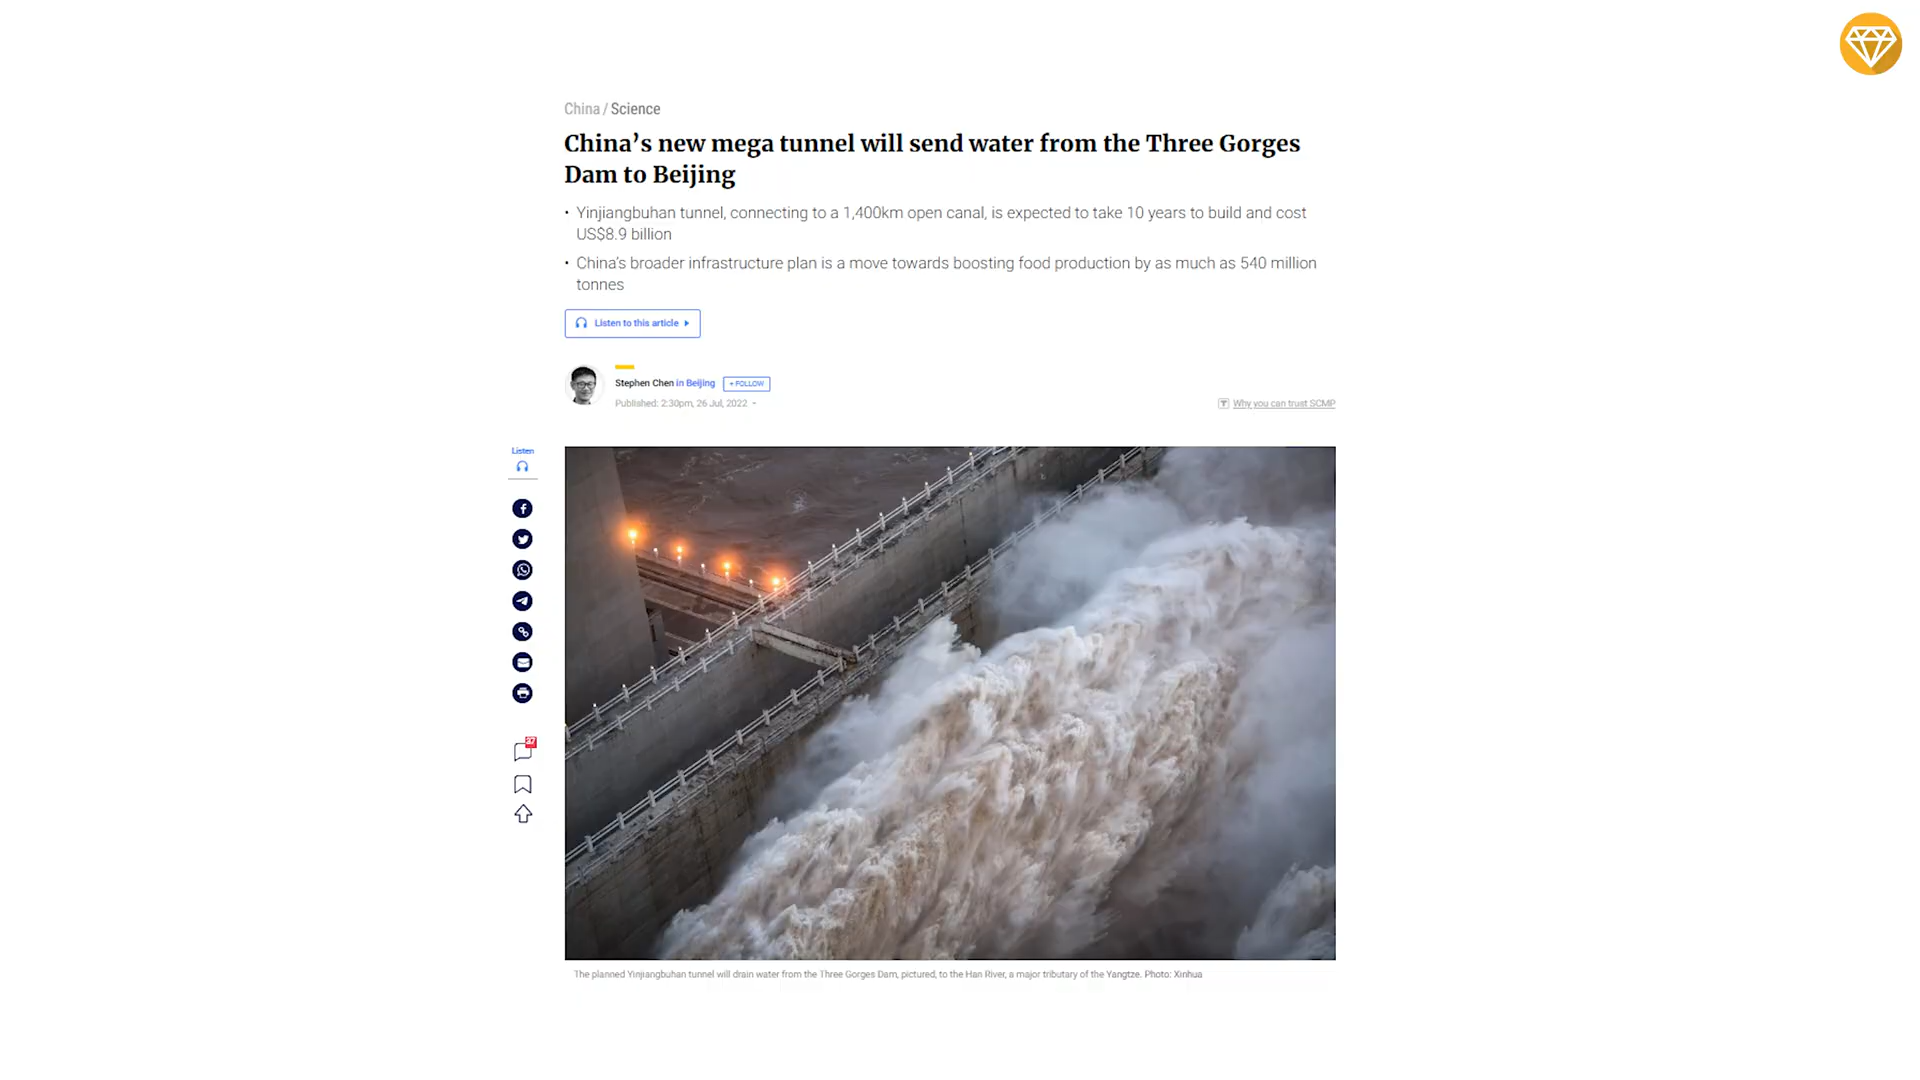 China / Science
China’s new mega tunnel will send water from the Three Gorges
Dam to Beijing
• Yinjiangbuhan tunnel, connecting to a 1,400km open canal, is expected to take 10 years to build and cost
US$8.9 billion
• China’s broader infrastructure plan is a move towards boosting food production by as much as 540 million
tonnes
Listen to this article
Stephen Chen in Beijing + FOLLOW
Published: 2:30pm, 26 Jul, 2022
Why you can trust SCMP
Listen
37
The planned Yinjiangbuhan tunnel will drain water from the Three Gorges Dam, pictured, to the Han River, a major tributary of the Yangtze. Photo: Xinhua